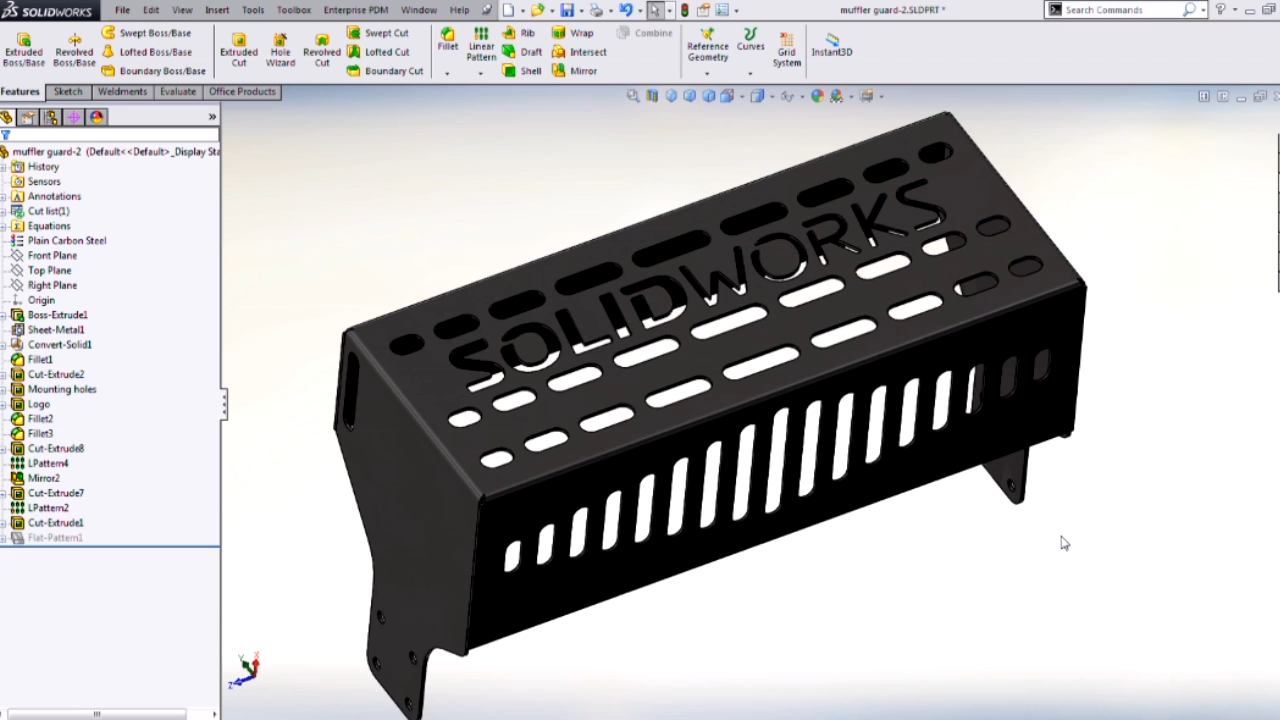 SOLIDWORKS File Edit View Insert Tools Toolbox Enterprise PDM Window Help muffler guard-2.SLDPRT * Search Commands
Extruded Boss/Base
Revolved Boss/Base
Swept Boss/Base
Lofted Boss/Base
Boundary Boss/Base
Extruded Cut
Hole Wizard
Revolved Cut
Swept Cut
Lofted Cut
Boundary Cut
Fillet
Linear Pattern
Rib
Draft
Shell
Wrap
Intersect
Mirror
Combine
Reference Geometry
Curves
Grid System
Instant3D
Features Sketch Weldments Evaluate Office Products
muffler guard-2 (Default<<Default>_Display Sta
History
Sensors
Annotations
Cut list(1)
Equations
Plain Carbon Steel
Front Plane
Top Plane
Right Plane
Origin
Boss-Extrude1
Sheet-Metal1
Convert-Solid1
Fillet1
Cut-Extrude2
Mounting holes
Logo
Fillet2
Fillet3
Cut-Extrude8
LPattern4
Mirror2
Cut-Extrude7
LPattern2
Cut-Extrude1
Flat-Pattern1
SOLIDWORKS
Y X
Z